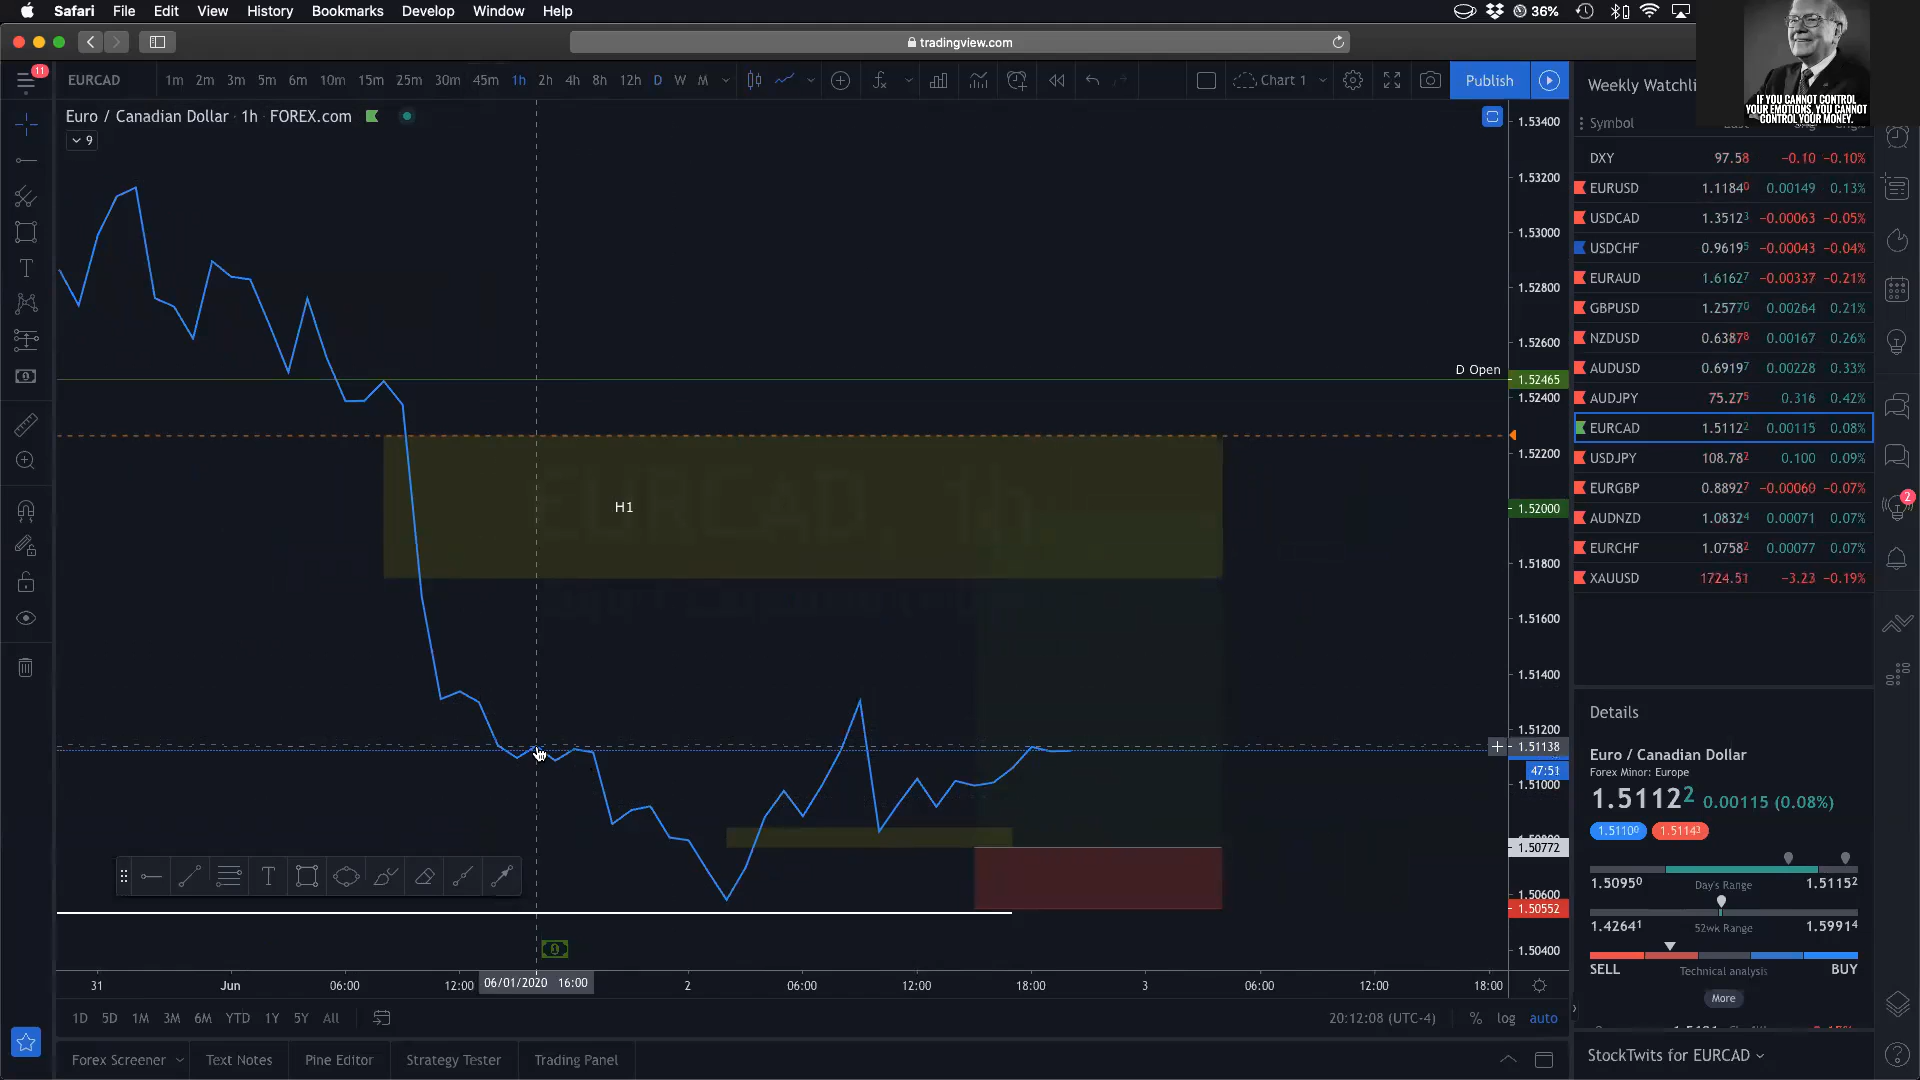 Safari File Edit View History Bookmarks Develop Window Help
36%
tradingview.com
11
EURCAD 1m 2m 3m 5m 6m 10m 15m 25m 30m 45m 1h 2h 4h 8h 12h D W M
Chart 1
Publish
Euro / Canadian Dollar · 1h · FOREX.com
9
IF YOU CANNOT CONTROL
YOUR EMOTIONS, YOU CANNOT
CONTROL YOUR MONEY.
1.53400
1.53200
1.53000
1.52800
1.52600
D Open 1.52465
1.52400
1.52200
1.52000
1.51800
1.51600
1.51400
1.51200
1.51138
47:51
1.51000
1.50772
1.50600
1.50552
1.50400
H1
EURCAD, 1h
31 Jun 06:00 12:00 06/01/2020 16:00 2 06:00 12:00 18:00 3 06:00 12:00 18:00
1D 5D 1M 3M 6M YTD 1Y 5Y All
20:12:08 (UTC-4) % log auto
Forex Screener Text Notes Pine Editor Strategy Tester Trading Panel
Symbol
DXY 97.58 −0.10 −0.10%
EURUSD 1.11840 0.00149 0.13%
USDCAD 1.35123 −0.00063 −0.05%
USDCHF 0.96195 −0.00043 −0.04%
EURAUD 1.61627 −0.00337 −0.21%
GBPUSD 1.25770 0.00264 0.21%
NZDUSD 0.63878 0.00167 0.26%
AUDUSD 0.69197 0.00228 0.33%
AUDJPY 75.275 0.316 0.42%
EURCAD 1.51122 0.00115 0.08%
USDJPY 108.782 0.100 0.09%
EURGBP 0.88927 −0.00060 −0.07%
AUDNZD 1.08324 0.00071 0.07%
EURCHF 1.07582 0.00077 0.07%
XAUUSD 1724.51 −3.23 −0.19%
2
Details
Euro / Canadian Dollar
Forex Minor: Europe
1.51122 0.00115 (0.08%)
1.51100 1.51143
1.50950 Day's Range 1.51152
1.42641 52wk Range 1.59914
SELL Technical analysis BUY
More
StockTwits for EURCAD